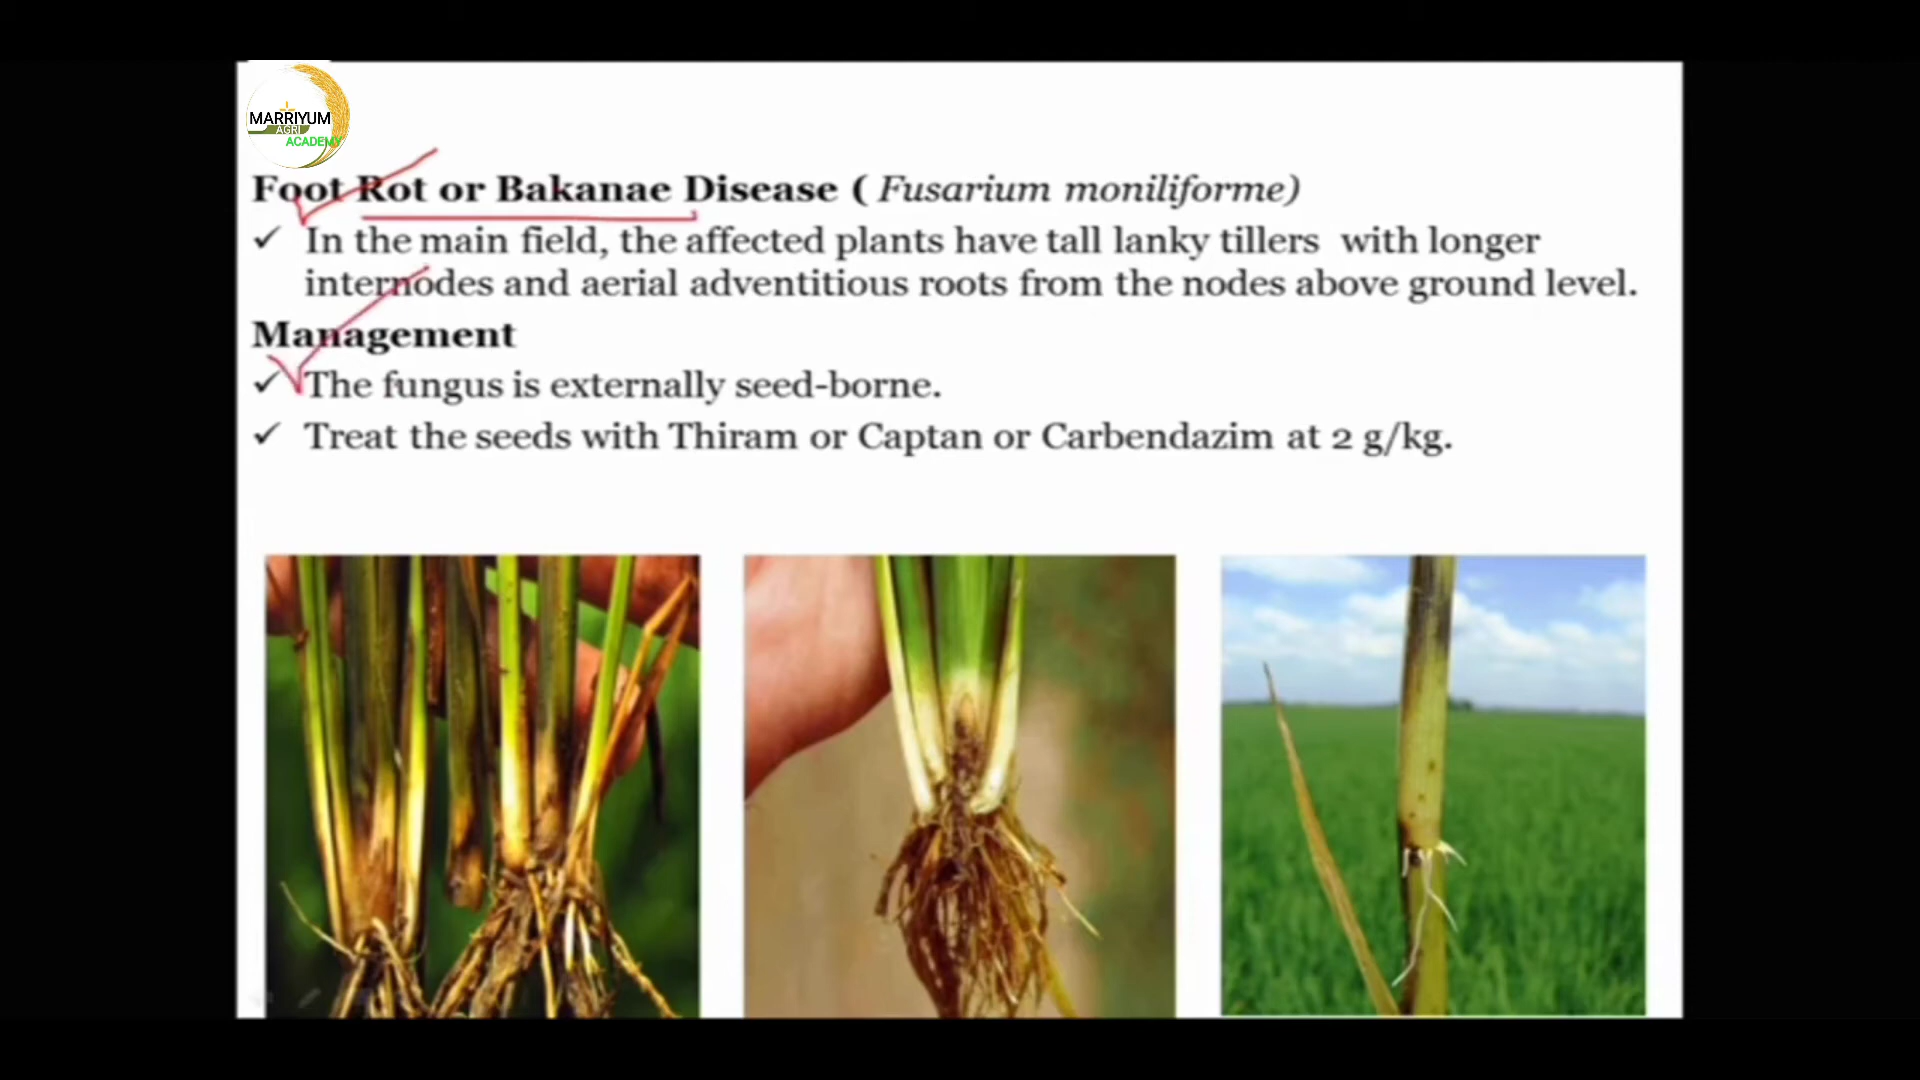 MARRIYUM
AGRI
ACADEMY
Foot Rot or Bakanae Disease ( Fusarium moniliforme)
✓ In the main field, the affected plants have tall lanky tillers with longer
internodes and aerial adventitious roots from the nodes above ground level.
Management
✓ The fungus is externally seed-borne.
✓ Treat the seeds with Thiram or Captan or Carbendazim at 2 g/kg.